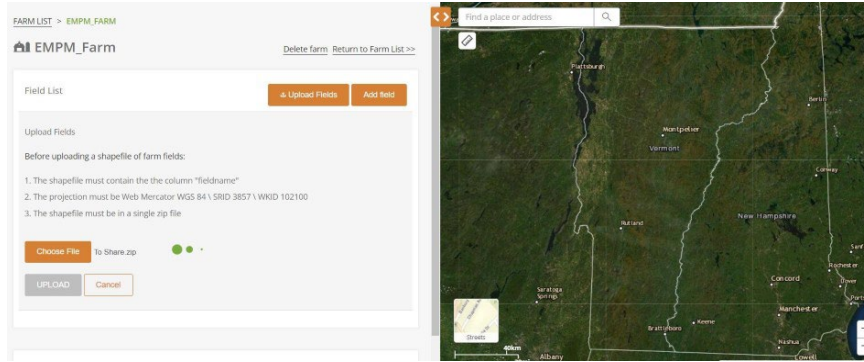 FARM LIST > EMPM_FARM
EMPM_Farm
Delete farm Return to Farm List >>
Field List
Upload Fields
Add field
Upload Fields
Before uploading a shapefile of farm fields:
1. The shapefile must contain the the column "fieldname"
2. The projection must be Web Mercator WGS 84 \ SRID 3857 \ WKID 102100
3. The shapefile must be in a single zip file
Choose File To Share.zip
UPLOAD
Cancel
Find a place or address
Plattsburgh
Berlin
Montpelier
Vermont
Conway
New Hampshire
Rutland
Rochester
Concord
Dover
Saratoga
Springs
Manchester
Keene
Brattleboro
Nashua
Streets
40km
Albany
Lowell